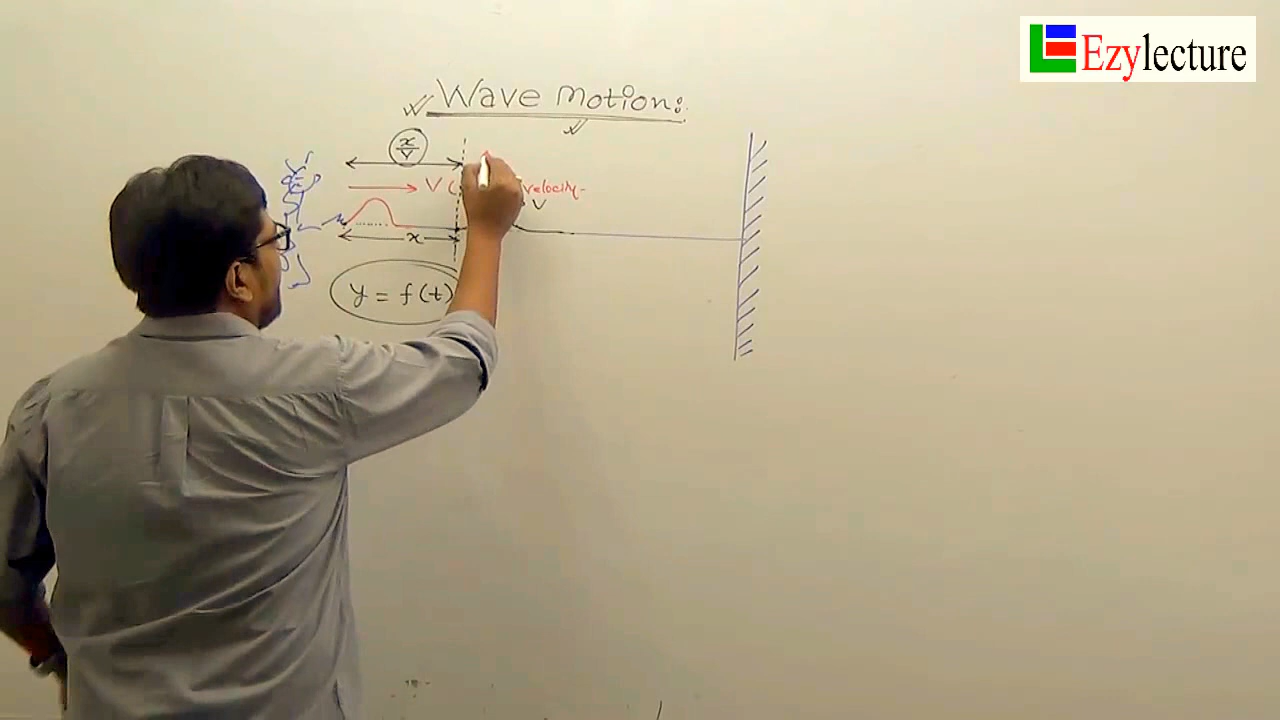 Ezylecture
Wave Motion:
x/v
V ( velocity
V
x
y = f(t)